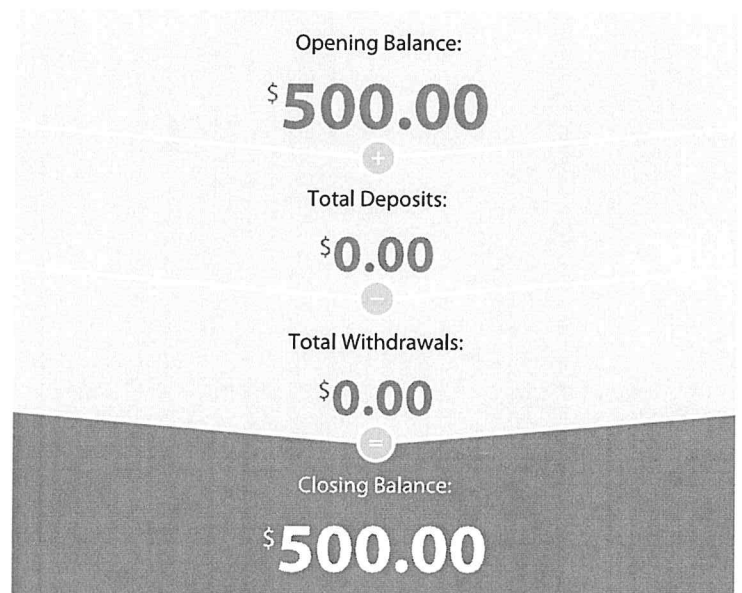 Opening Balance:
$500.00
+
Total Deposits:
$0.00
−
Total Withdrawals:
$0.00
=
Closing Balance:
$500.00